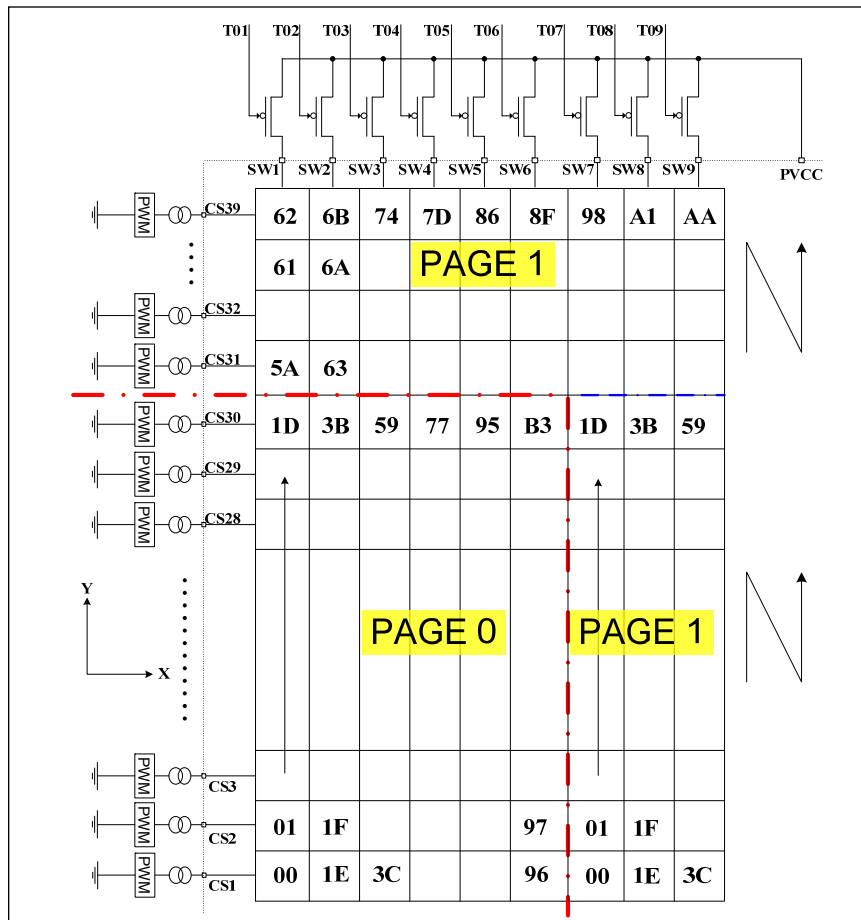 T01 T02 T03 T04 T05 T06 T07 T08 T09
SW1 SW2 SW3 SW4 SW5 SW6 SW7 SW8 SW9 PVCC
PWM CS39 62 6B 74 7D 86 8F 98 A1 AA
61 6A PAGE 1
PWM CS32
PWM CS31 5A 63
PWM CS30 1D 3B 59 77 95 B3 1D 3B 59
PWM CS29
PWM CS28
Y
PAGE 0 PAGE 1
X
PWM CS3
PWM CS2 01 1F 97 01 1F
PWM CS1 00 1E 3C 96 00 1E 3C